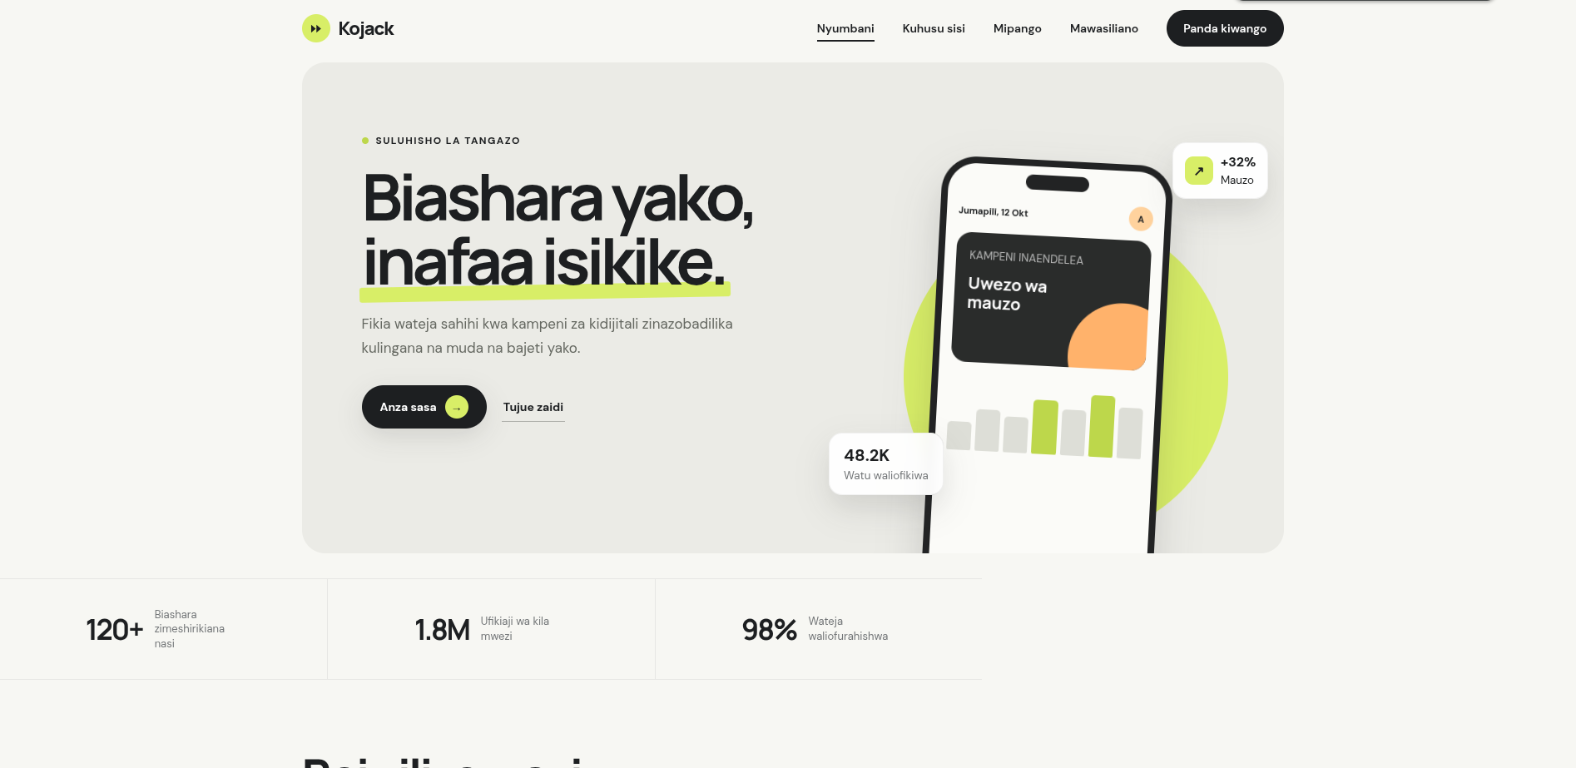 Kojack
Nyumbani
Kuhusu sisi
Mipango
Mawasiliano
Panda kiwango
SULUHISHO LA TANGAZO
Biashara yako,
inafaa isikike.
Fikia wateja sahihi kwa kampeni za kidijitali zinazobadilika
kulingana na muda na bajeti yako.
Anza sasa →
Tujue zaidi
Jumapili, 12 Okt
A
KAMPENI INAENDELEA
Uwezo wa
mauzo
↗
+32%
Mauzo
48.2K
Watu waliofikiwa
120+
Biashara
zimeshirikiana
nasi
1.8M
Ufikiaji wa kila
mwezi
98%
Wateja
waliofurahishwa